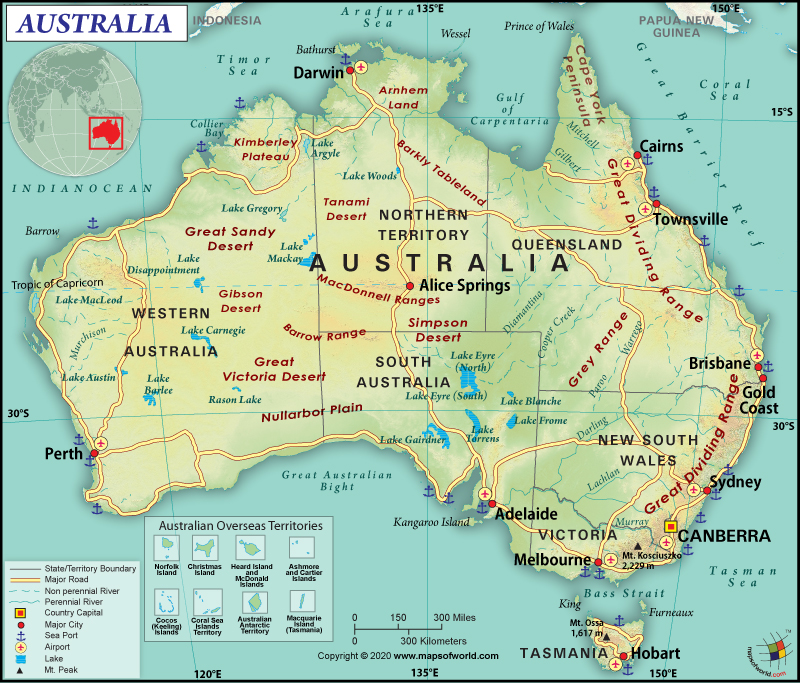 AUSTRALIA
INDONESIA
Arafura
Sea
135°E
150°E
PAPUA NEW
GUINEA
Wessel
Prince of Wales
Bathurst
Darwin
Timor
Sea
Arnhem
Land
Gulf
of
Carpentaria
Cape York
Peninsula
Great Barrier Reef
Coral
Sea
15°S
Collier
Bay
Kimberley
Plateau
Lake
Argyle
Mitchell
Gilbert
Cairns
Barkly Tableland
Lake Woods
INDIAN OCEAN
Tanami
Desert
Lake Gregory
NORTHERN
TERRITORY
Townsville
Great Dividing Range
Barrow
Great Sandy
Desert
QUEENSLAND
Lake
Mackay
AUSTRALIA
Lake
Disappointment
Tropic of Capricorn
MacDonnell Ranges
Alice Springs
Lake MacLeod
Gibson
Desert
Diamantina
WESTERN
AUSTRALIA
Cooper Creek
Simpson
Desert
Grey Range
Warrego
Murchison
Lake Carnegie
Barrow Range
SOUTH
AUSTRALIA
Lake Eyre
(North)
Great
Victoria Desert
Brisbane
Lake Austin
Lake
Barlee
Paroo
Gold
Coast
Rason Lake
Lake Eyre (South)
Lake Blanche
30°S
Nullarbor Plain
Lake Frome
Lake
Torrens
30°S
Darling
Lake Gairdner
NEW SOUTH
WALES
Great Dividing Range
Perth
Great Australian
Bight
Lachlan
Sydney
Adelaide
Kangaroo Island
Murray
CANBERRA
VICTORIA
Mt. Kosciuszko
2,229 m
Melbourne
Tasman
Sea
Bass Strait
King
Furneaux
Mt. Ossa
1,617 m
TASMANIA
Hobart
Australian Overseas Territories
Norfolk
Island
Christmas
Island
Heard Island
and
McDonald
Islands
Ashmore
and Cartier
Islands
Cocos
(Keeling)
Islands
Coral Sea
Islands
Territory
Australian
Antarctic
Territory
Macquarie
Island
(Tasmania)
State/Territory Boundary
Major Road
Non perennial River
Perennial River
Country Capital
Major City
Sea Port
Airport
Lake
Mt. Peak
0 150 300 Miles
0 300 Kilometers
Copyright © 2020 www.mapsofworld.com
120°E
135°E
150°E
mapsofworld.com
TM